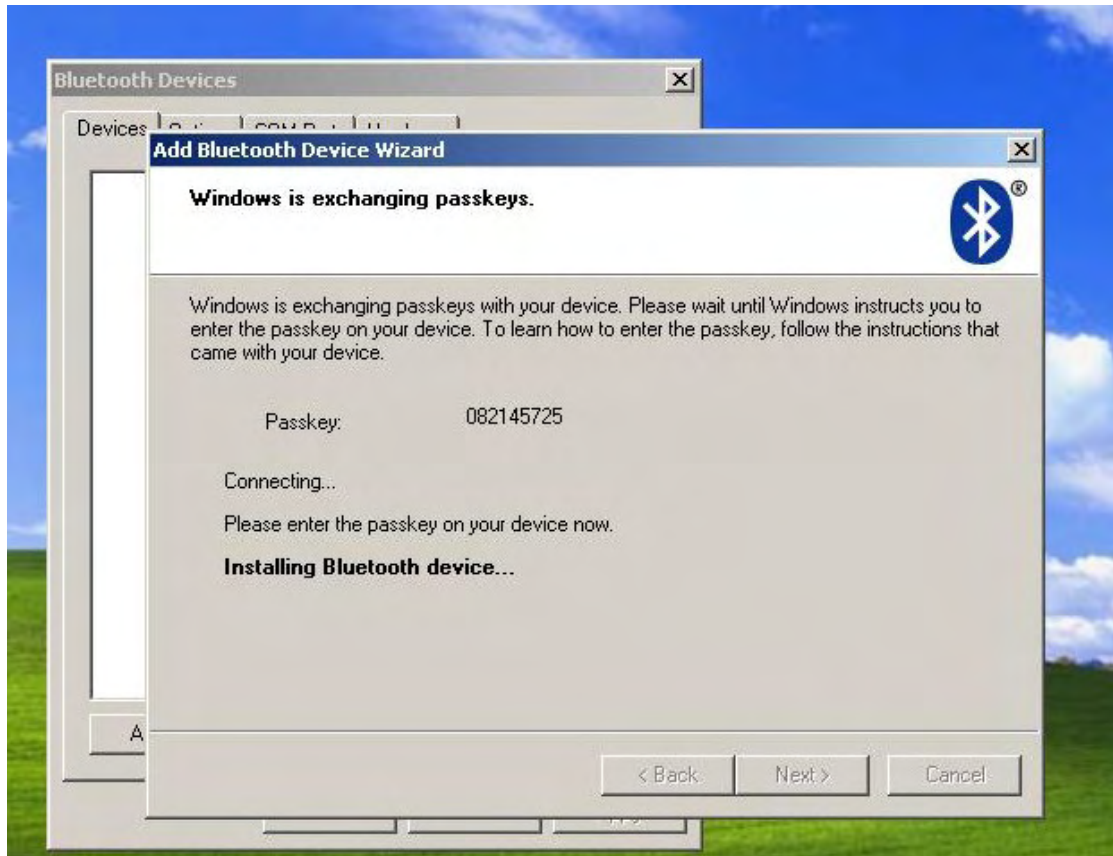 Bluetooth Devices
Devices
Add Bluetooth Device Wizard
Windows is exchanging passkeys.
®
Windows is exchanging passkeys with your device. Please wait until Windows instructs you to
enter the passkey on your device. To learn how to enter the passkey, follow the instructions that
came with your device.
Passkey: 082145725
Connecting...
Please enter the passkey on your device now.
Installing Bluetooth device...
A
< Back Next > Cancel